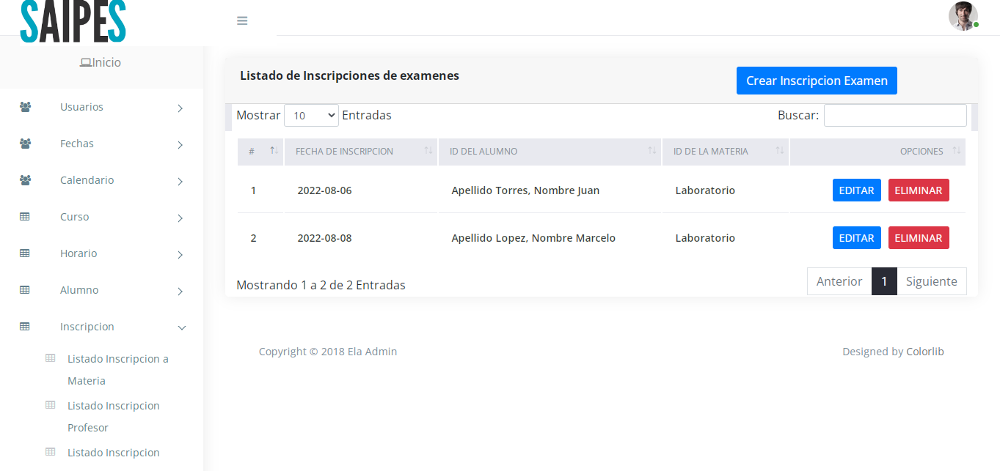 SAIPES
Inicio
Usuarios
Fechas
Calendario
Curso
Horario
Alumno
Inscripcion
Listado Inscripcion a
Materia
Listado Inscripcion
Profesor
Listado Inscripcion
Listado de Inscripciones de examenes
Crear Inscripcion Examen
Mostrar 10 Entradas Buscar:
# FECHA DE INSCRIPCION ID DEL ALUMNO ID DE LA MATERIA OPCIONES
1 2022-08-06 Apellido Torres, Nombre Juan Laboratorio EDITAR ELIMINAR
2 2022-08-08 Apellido Lopez, Nombre Marcelo Laboratorio EDITAR ELIMINAR
Mostrando 1 a 2 de 2 Entradas Anterior 1 Siguiente
Copyright © 2018 Ela Admin Designed by Colorlib